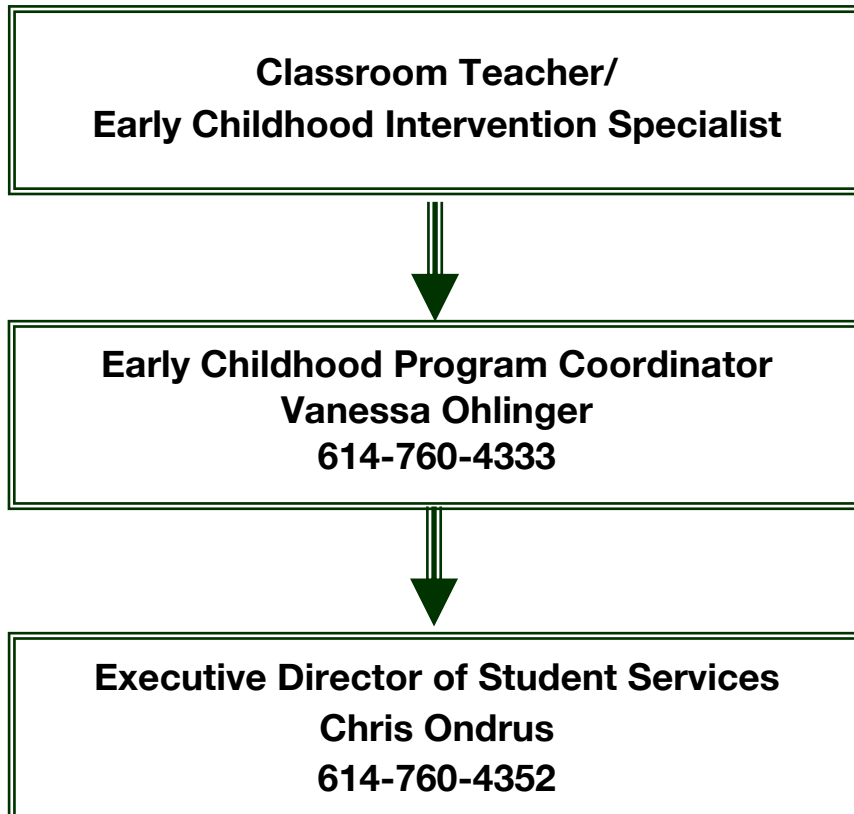 Classroom Teacher/
Early Childhood Intervention Specialist
Early Childhood Program Coordinator
Vanessa Ohlinger
614-760-4333
Executive Director of Student Services
Chris Ondrus
614-760-4352